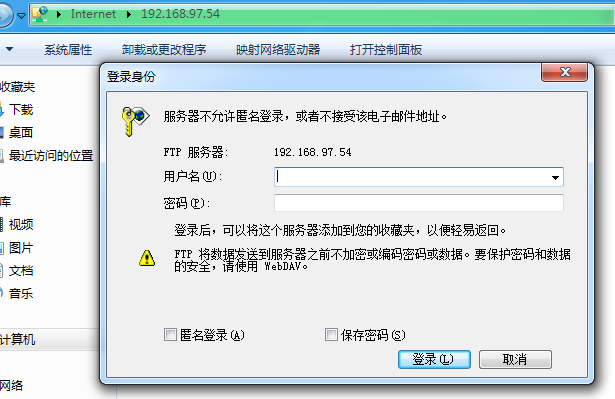 Internet ▸ 192.168.97.54
系统属性 卸载或更改程序 映射网络驱动器 打开控制面板
收藏夹
下载
桌面
最近访问的位置
库
视频
图片
文档
音乐
计算机
网络
登录身份
服务器不允许匿名登录，或者不接受该电子邮件地址。
FTP 服务器: 192.168.97.54
用户名(U):
密码(P):
登录后，可以将这个服务器添加到您的收藏夹，以便轻易返回。
FTP 将数据发送到服务器之前不加密或编码密码或数据。要保护密码和数据
的安全，请使用 WebDAV。
匿名登录(A) 保存密码(S)
登录(L) 取消